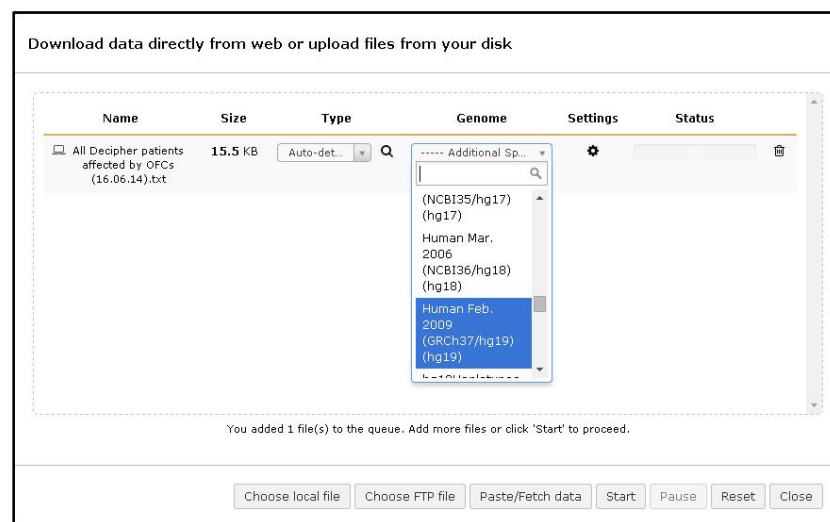 Download data directly from web or upload files from your disk
Name Size Type Genome Settings Status
All Decipher patients
affected by OFCs
(16.06.14).txt
15.5 KB
Auto-det...
----- Additional Sp...
(NCBI35/hg17)
(hg17)
Human Mar.
2006
(NCBI36/hg18)
(hg18)
Human Feb.
2009
(GRCh37/hg19)
(hg19)
You added 1 file(s) to the queue. Add more files or click 'Start' to proceed.
Choose local file Choose FTP file Paste/Fetch data Start Pause Reset Close